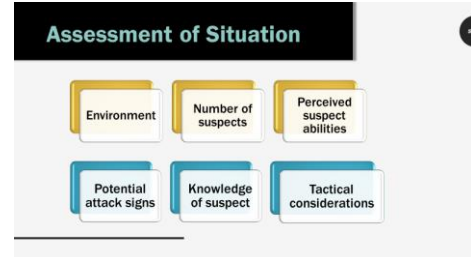 Assessment of Situation
Environment
Number of
suspects
Perceived
suspect
abilities
Potential
attack signs
Knowledge
of suspect
Tactical
considerations